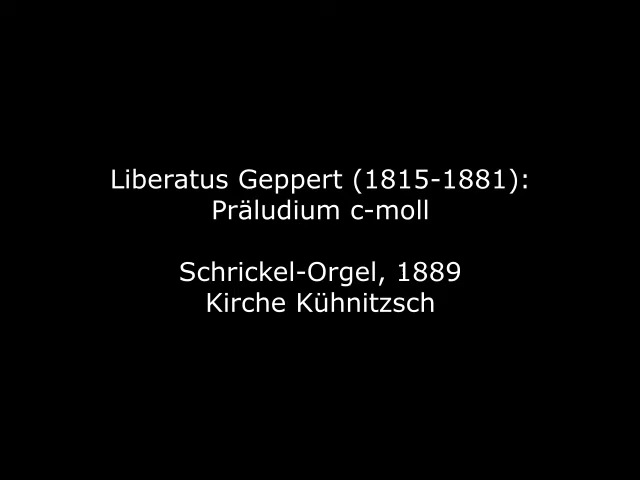 Liberatus Geppert (1815-1881):
Präludium c-moll
Schrickel-Orgel, 1889
Kirche Kühnitzsch